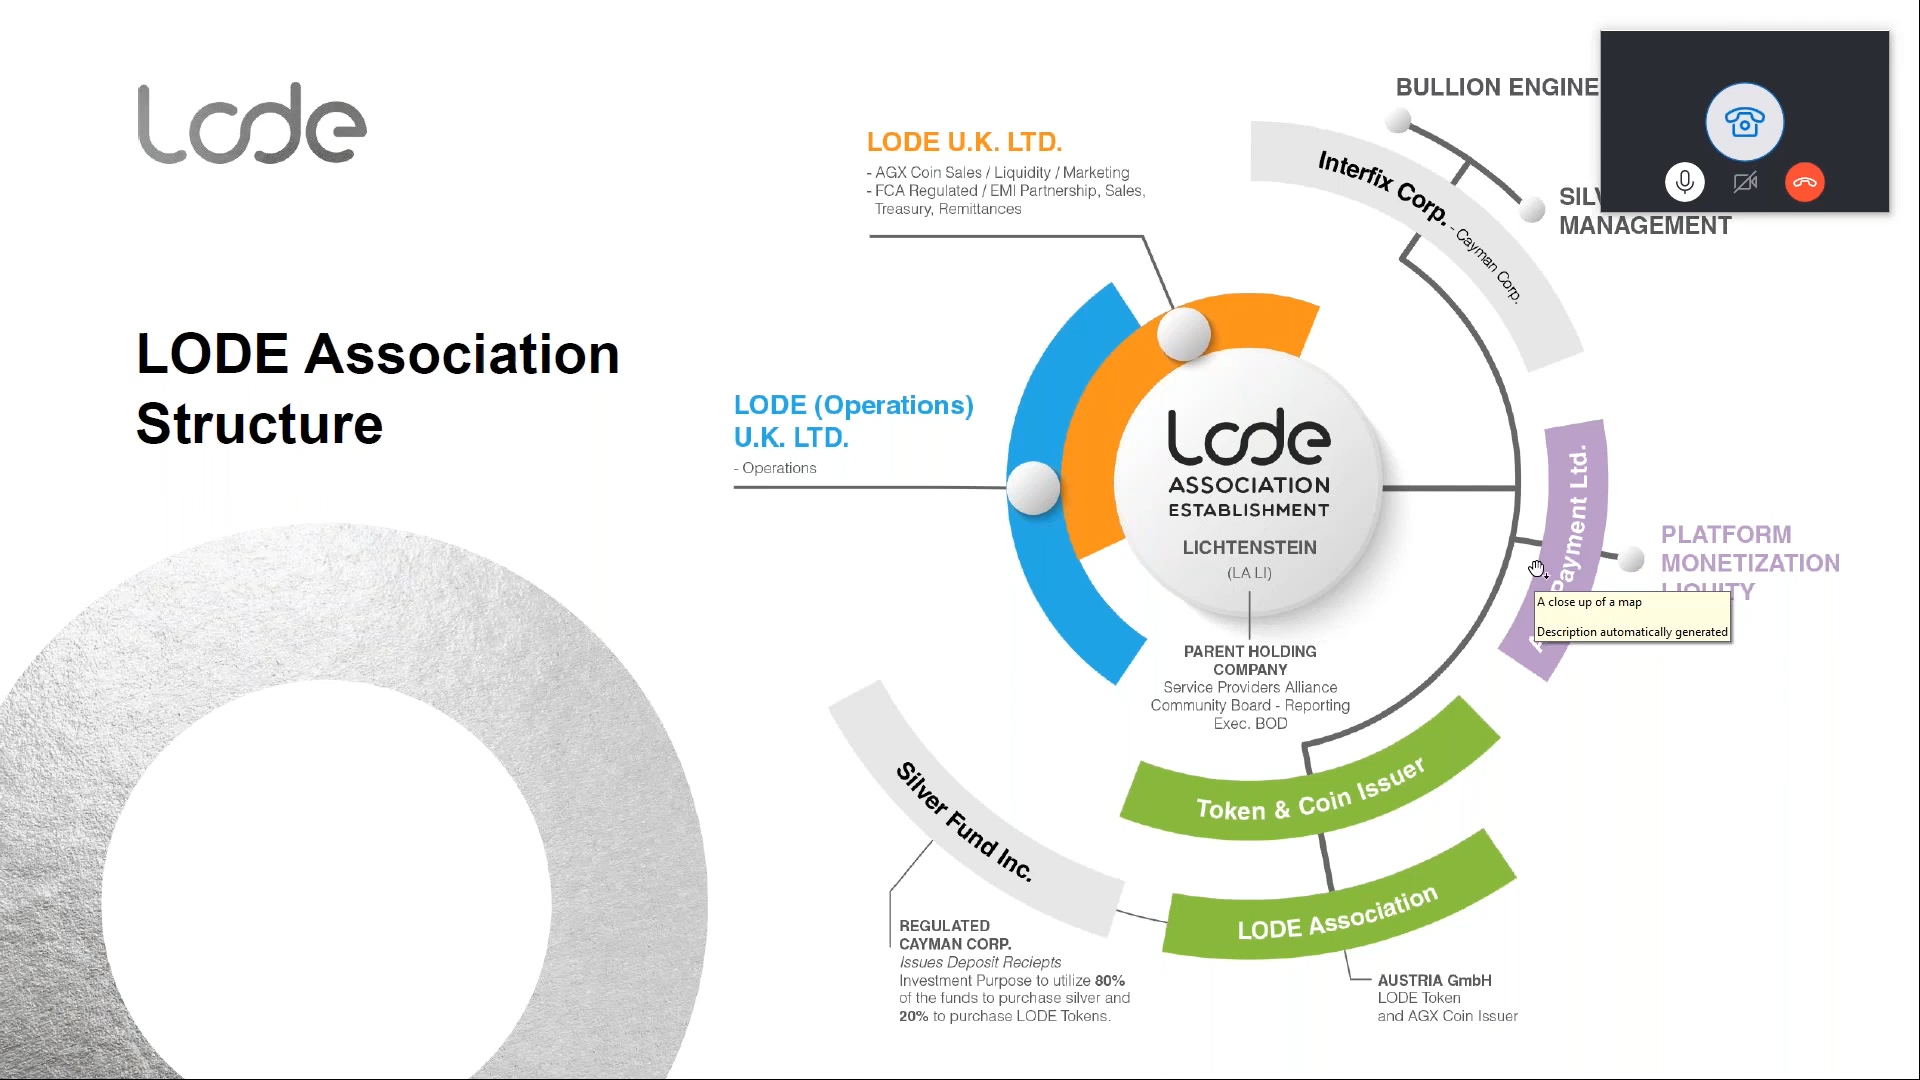 Lode
LODE Association
Structure
LODE U.K. LTD.
- AGX Coin Sales / Liquidity / Marketing
- FCA Regulated / EMI Partnership, Sales,
Treasury, Remittances
LODE (Operations)
U.K. LTD.
- Operations
BULLION ENGINE
MANAGEMENT
Interfix Corp. - Cayman Corp.
Lode
ASSOCIATION
ESTABLISHMENT
LICHTENSTEIN
(LA LI)
PARENT HOLDING
COMPANY
Service Providers Alliance
Community Board - Reporting
Exec. BOD
Payment Ltd.
PLATFORM
MONETIZATION
A close up of a map
Description automatically generated
Token & Coin Issuer
LODE Association
AUSTRIA GmbH
LODE Token
and AGX Coin Issuer
Silver Fund Inc.
REGULATED
CAYMAN CORP.
Issues Deposit Reciepts
Investment Purpose to utilize 80%
of the funds to purchase silver and
20% to purchase LODE Tokens.